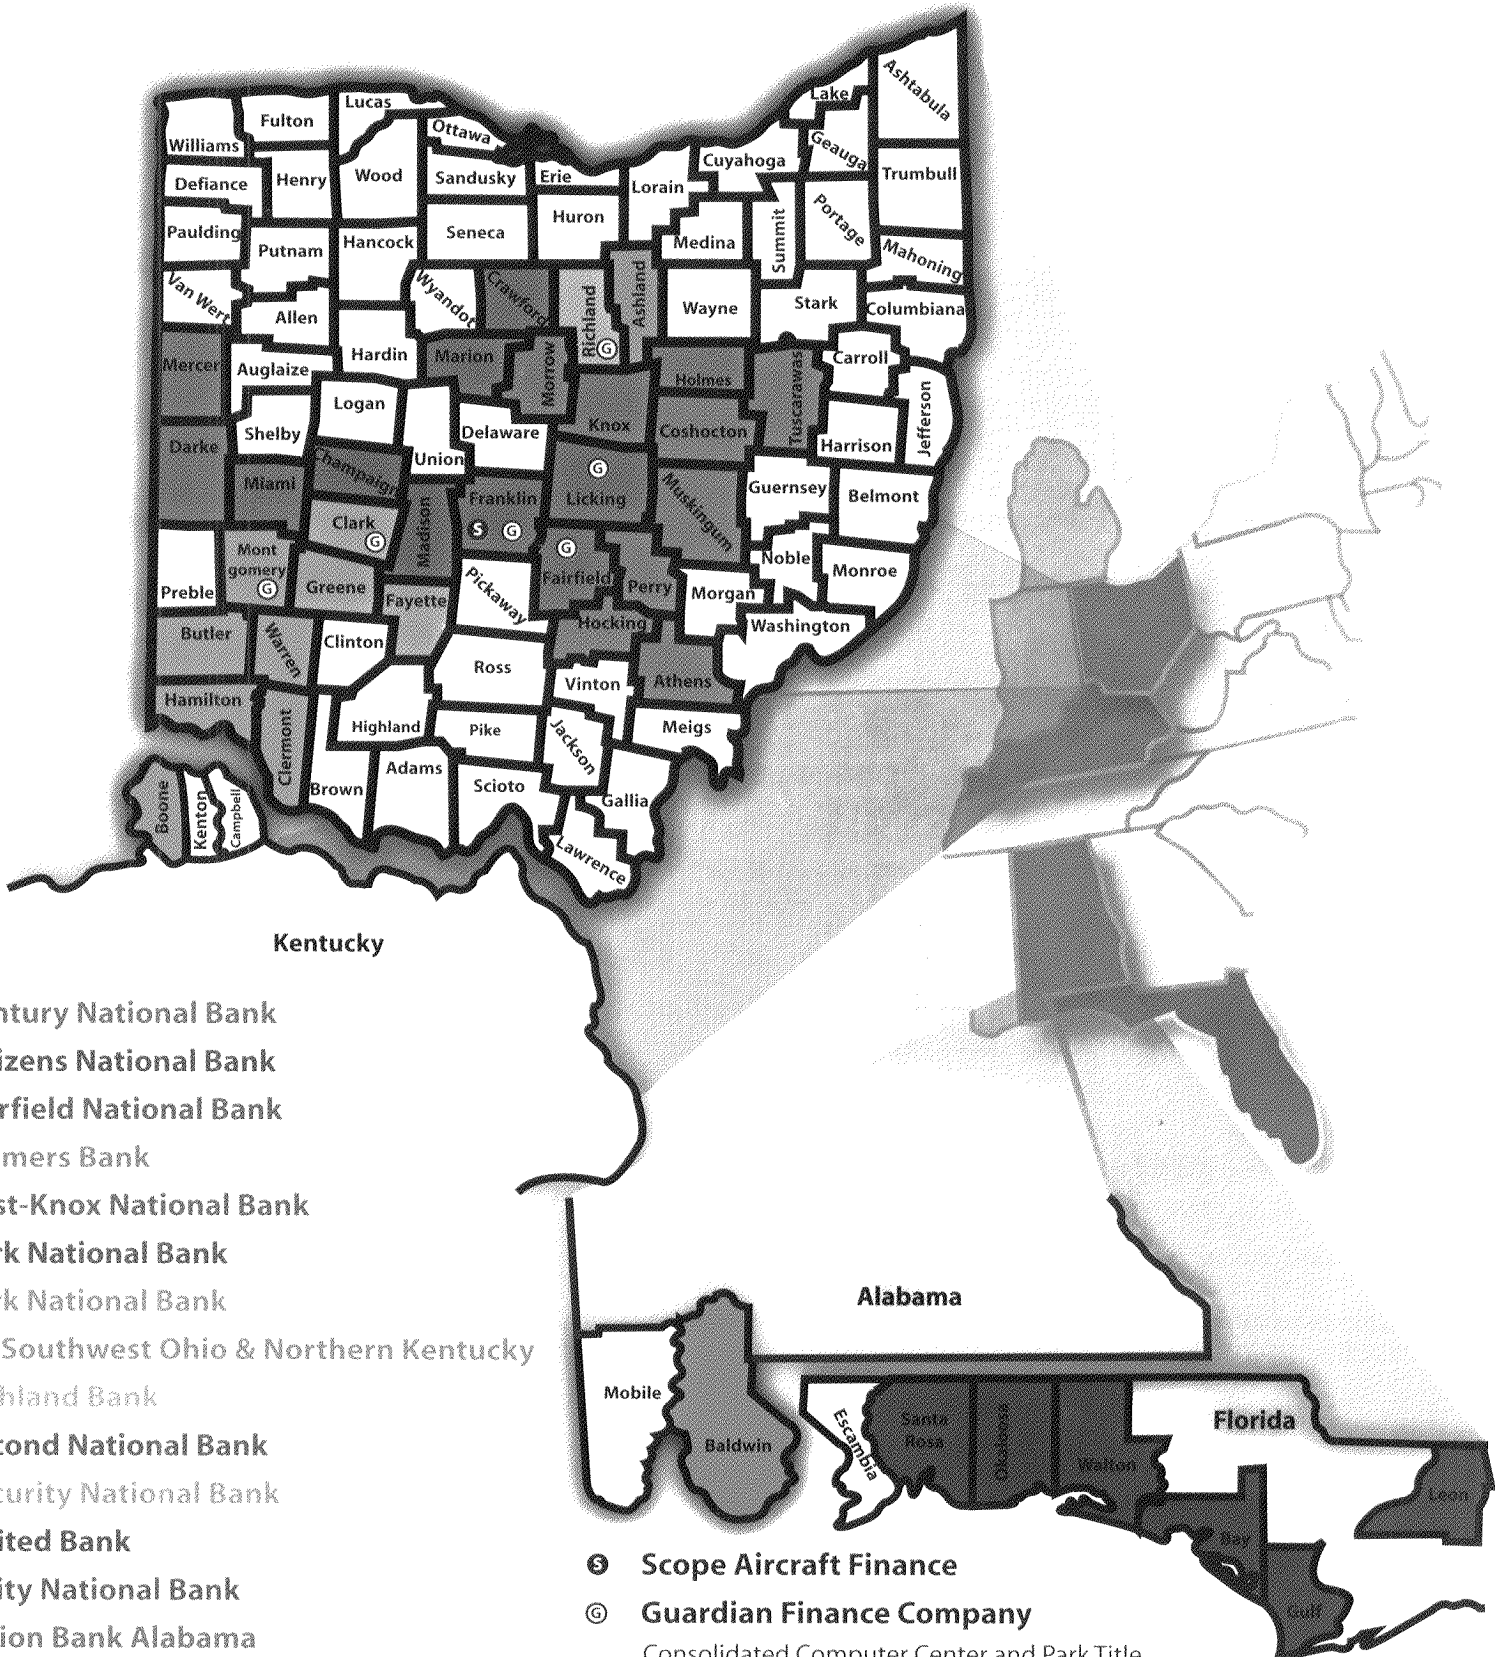 Ashtabula
Lake
Lucas
Fulton
Ottawa
Geauga
Williams
Cuyahoga
Wood
Sandusky
Erie
Trumbull
Henry
Defiance
Lorain
Huron
Portage
Paulding
Seneca
Summit
Hancock
Medina
Putnam
Mahoning
Van Wert
Wyandot
Crawford
Richland
G
Ashland
Wayne
Stark
Columbiana
Allen
Hardin
Marion
Morrow
Carroll
Mercer
Auglaize
Holmes
Tuscarawas
Jefferson
Logan
Knox
Coshocton
Shelby
Delaware
Harrison
Darke
Union
Champaign
Miami
Franklin
S G
G
Licking
Muskingum
Guernsey
Belmont
Clark
G
Madison
Mont
gomery
G
Noble
Monroe
Preble
Greene
Fayette
Pickaway
G
Fairfield
Perry
Morgan
Washington
Butler
Warren
Clinton
Hocking
Ross
Vinton
Athens
Hamilton
Highland
Pike
Jackson
Meigs
Clermont
Brown
Adams
Scioto
Gallia
Lawrence
Boone
Kenton
Campbell
Kentucky
ntury National Bank
izens National Bank
rfield National Bank
mers Bank
st-Knox National Bank
rk National Bank
rk National Bank
Southwest Ohio & Northern Kentucky
hland Bank
cond National Bank
curity National Bank
ited Bank
ity National Bank
ion Bank Alabama
Alabama
Mobile
Baldwin
Escambia
Santa
Rosa
Okaloosa
Walton
Florida
Leon
Bay
Gulf
S Scope Aircraft Finance
G Guardian Finance Company
Consolidated Computer Center and Park Title